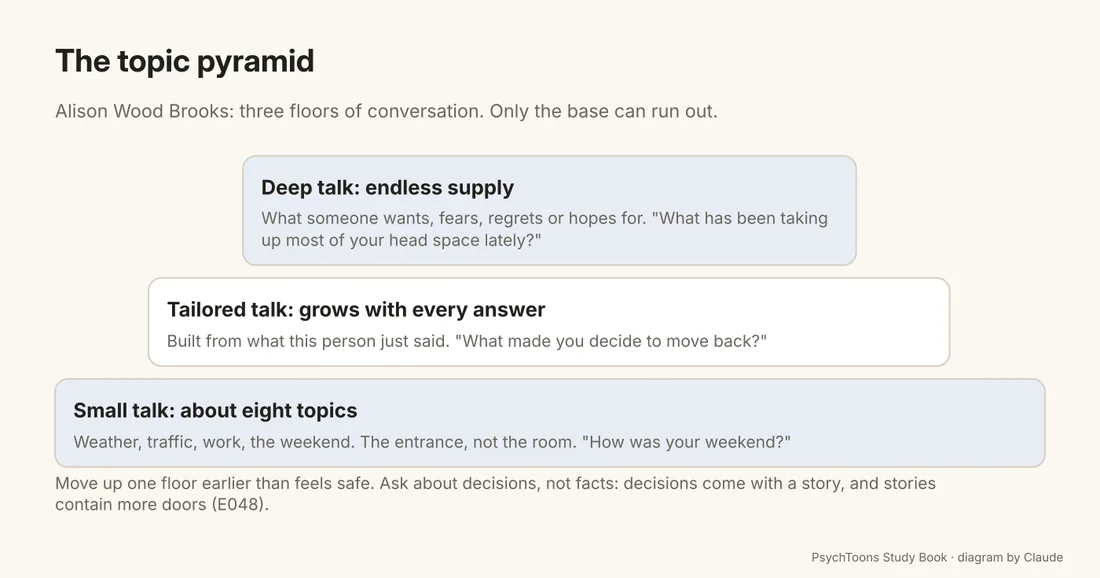 The topic pyramid
Alison Wood Brooks: three floors of conversation. Only the base can run out.
Deep talk: endless supply
What someone wants, fears, regrets or hopes for. "What has been taking
up most of your head space lately?"
Tailored talk: grows with every answer
Built from what this person just said. "What made you decide to move back?"
Small talk: about eight topics
Weather, traffic, work, the weekend. The entrance, not the room. "How was your weekend?"
Move up one floor earlier than feels safe. Ask about decisions, not facts: decisions come with a story, and stories
contain more doors (E048).
PsychToons Study Book · diagram by Claude